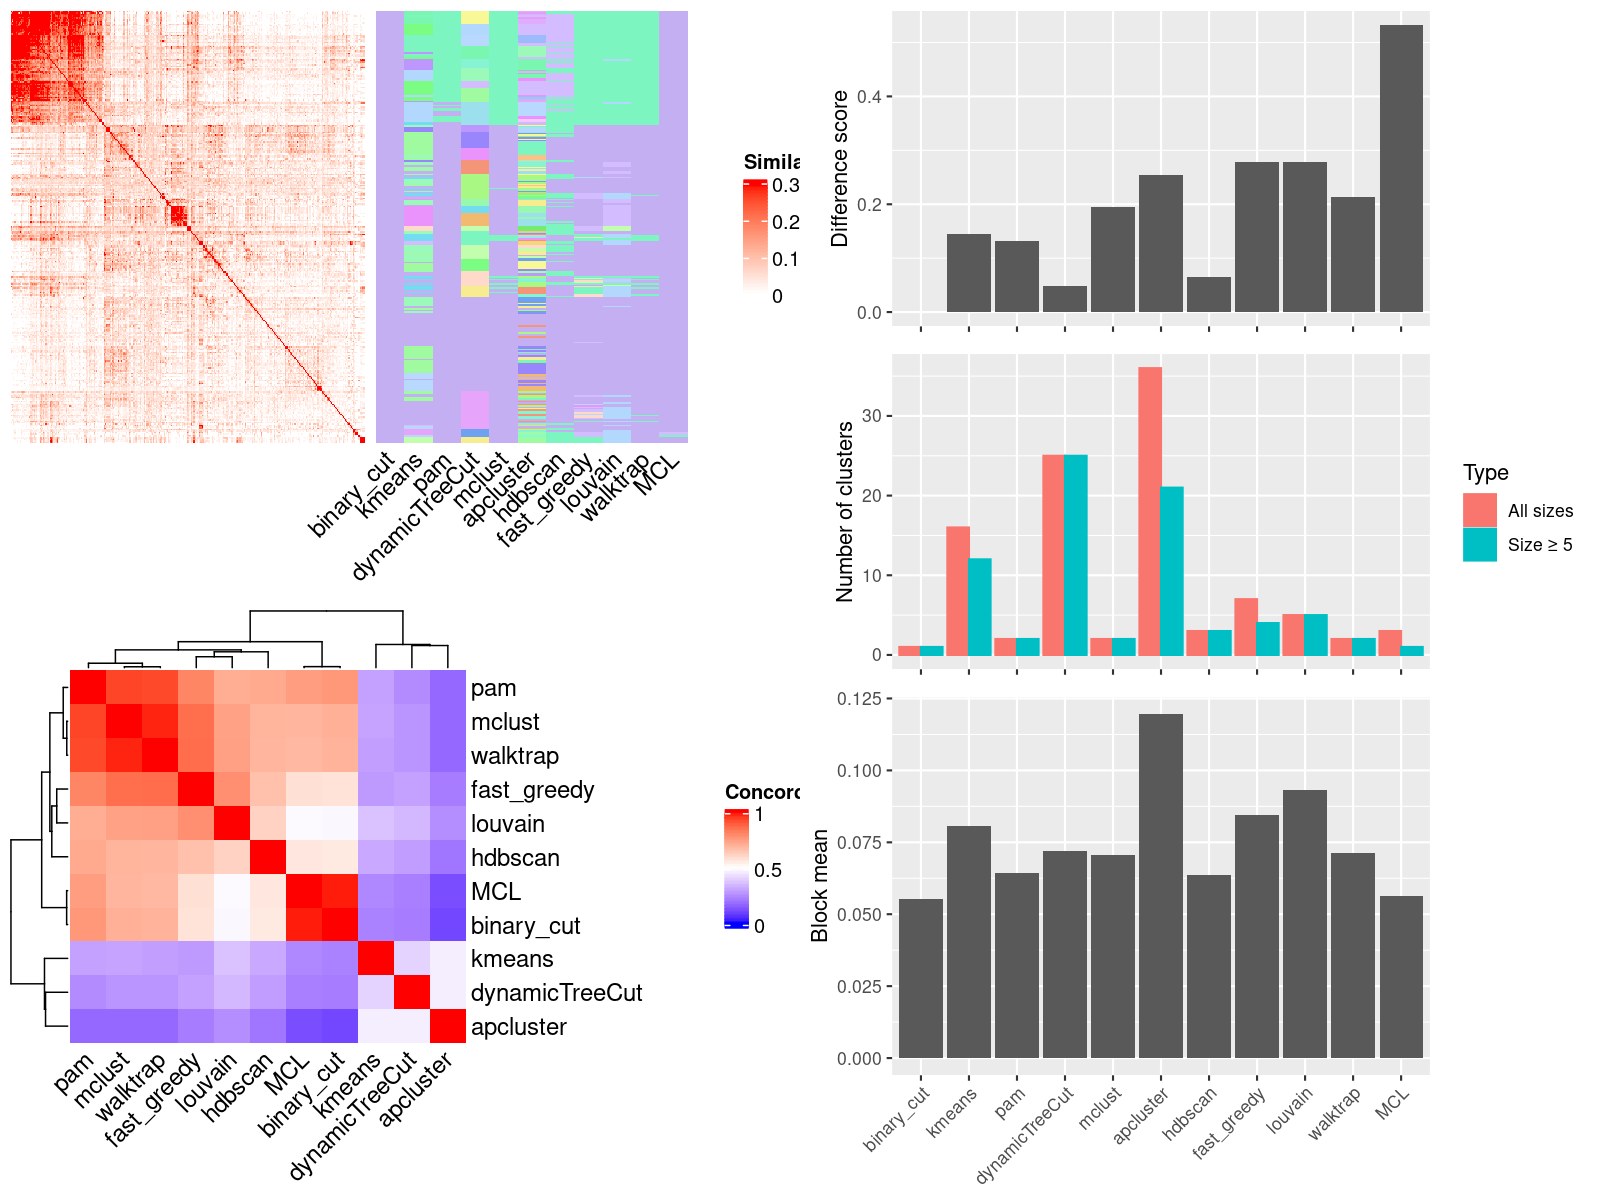 Simila
0.3
0.2
0.1
0
binary_cut
kmeans
pam
dynamicTreeCut
mclust
apcluster
hdbscan
fast_greedy
louvain
walktrap
MCL
pam
mclust
walktrap
fast_greedy
louvain
hdbscan
MCL
binary_cut
kmeans
dynamicTreeCut
apcluster
Concord
1
0.5
0
pam
mclust
walktrap
fast_greedy
louvain
hdbscan
MCL
binary_cut
kmeans
dynamicTreeCut
apcluster
Difference score
0.4
0.2
0.0
Number of clusters
30
20
10
0
Type
All sizes
Size ≥ 5
Block mean
0.125
0.100
0.075
0.050
0.025
0.000
binary_cut
kmeans
pam
dynamicTreeCut
mclust
apcluster
hdbscan
fast_greedy
louvain
walktrap
MCL